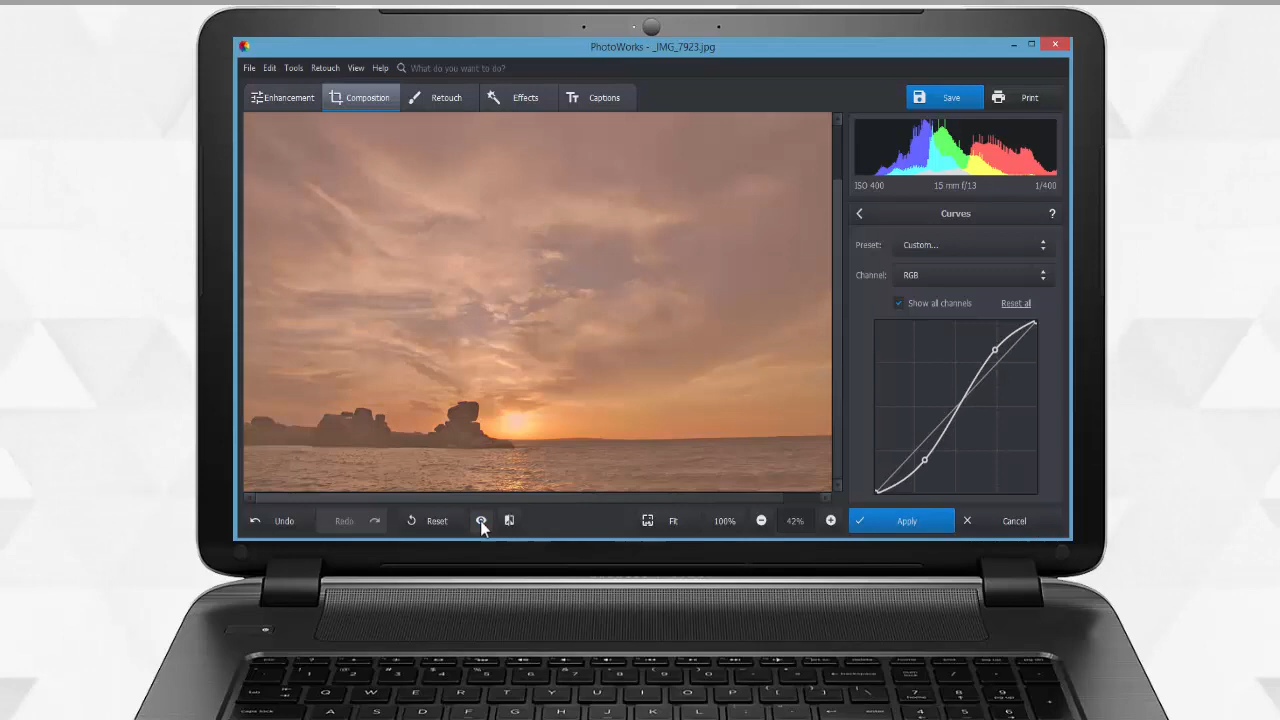 PhotoWorks - _IMG_7923.jpg
File Edit Tools Retouch View Help What do you want to do?
Enhancement Composition Retouch Effects Captions Save Print
ISO 400 15 mm f/13 1/400
Curves ?
Preset: Custom...
Channel: RGB
Show all channels Reset all
Undo Redo Reset Fit 100% 42% Apply Cancel
Q W E R T Y U I O P
A S D F G H J K L